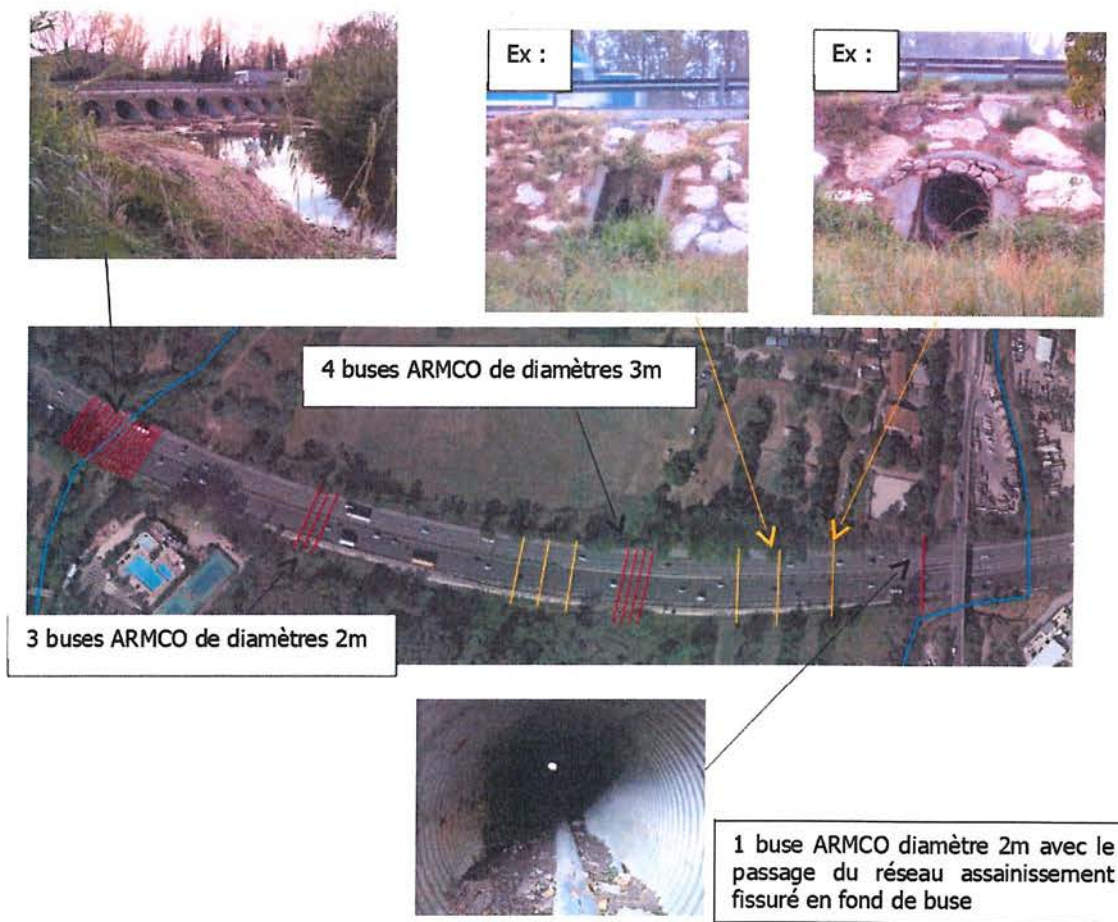 Ex :
Ex :
4 buses ARMCO de diamètres 3m
3 buses ARMCO de diamètres 2m
1 buse ARMCO diamètre 2m avec le
passage du réseau assainissement
fissuré en fond de buse